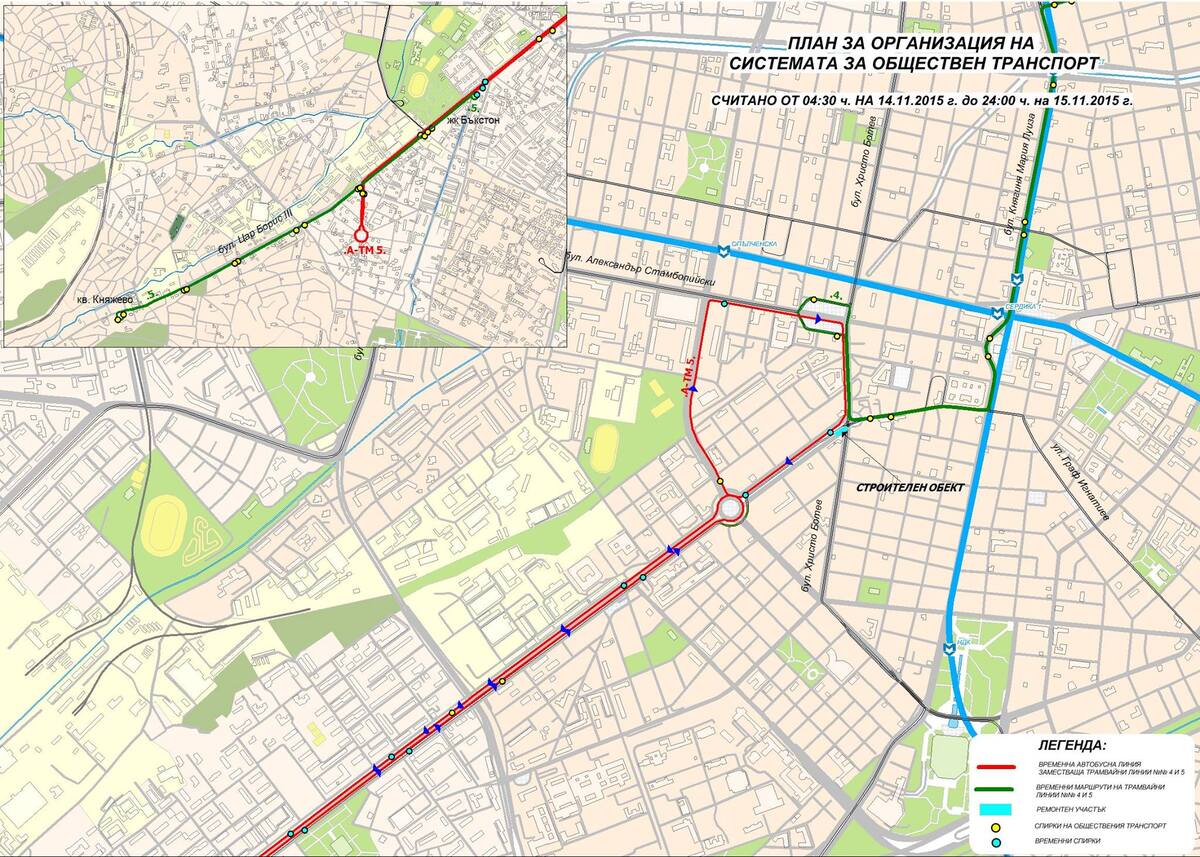 ПЛАН ЗА ОРГАНИЗАЦИЯ НА
СИСТЕМАТА ЗА ОБЩЕСТВЕН ТРАНСПОРТ
СЧИТАНО ОТ 04:30 ч. НА 14.11.2015 г. до 24:00 ч. на 15.11.2015 г.
.5.
жк Бъкстон
бул. Цар Борис III
.А-ТМ 5.
кв. Княжево
.5.
бул. Христо Ботев
бул. Княгиня Мария Луиза
ОПЪЛЧЕНСКА
бул. Александър Стамболийски
.4.
СЕРДИКА 1
.А-ТМ 5.
СТРОИТЕЛЕН ОБЕКТ
ул. Граф Игнатиев
бул. Христо Ботев
НДК
ЛЕГЕНДА:
ВРЕМЕННА АВТОБУСНА ЛИНИЯ
ЗАМЕСТВАЩА ТРАМВАЙНИ ЛИНИИ №№ 4 И 5
ВРЕМЕННИ МАРШРУТИ НА ТРАМВАЙНИ
ЛИНИИ №№ 4 И 5
РЕМОНТЕН УЧАСТЪК
СПИРКИ НА ОБЩЕСТВЕНИЯ ТРАНСПОРТ
ВРЕМЕННИ СПИРКИ